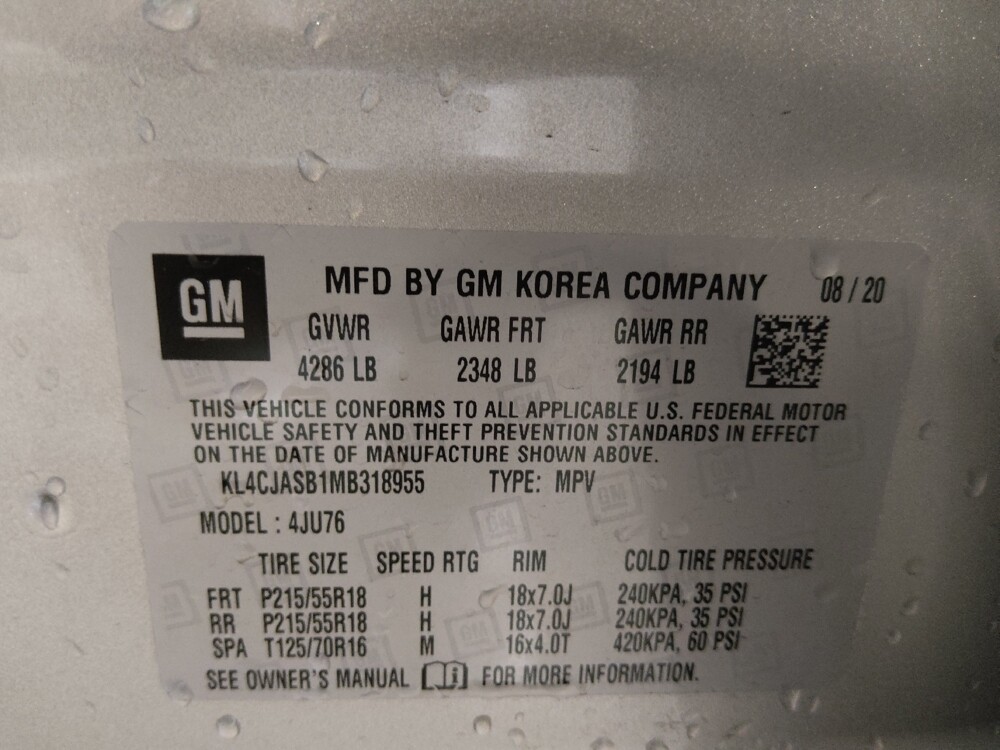 GM
MFD BY GM KOREA COMPANY 08 / 20
GVWR GAWR FRT GAWR RR
4286 LB 2348 LB 2194 LB
THIS VEHICLE CONFORMS TO ALL APPLICABLE U.S. FEDERAL MOTOR
VEHICLE SAFETY AND THEFT PREVENTION STANDARDS IN EFFECT
ON THE DATE OF MANUFACTURE SHOWN ABOVE.
KL4CJASB1MB318955 TYPE: MPV
MODEL : 4JU76
TIRE SIZE SPEED RTG RIM COLD TIRE PRESSURE
FRT P215/55R18 H 18x7.0J 240KPA, 35 PSI
RR P215/55R18 H 18x7.0J 240KPA, 35 PSI
SPA T125/70R16 M 16x4.0T 420KPA, 60 PSI
SEE OWNER'S MANUAL i FOR MORE INFORMATION.